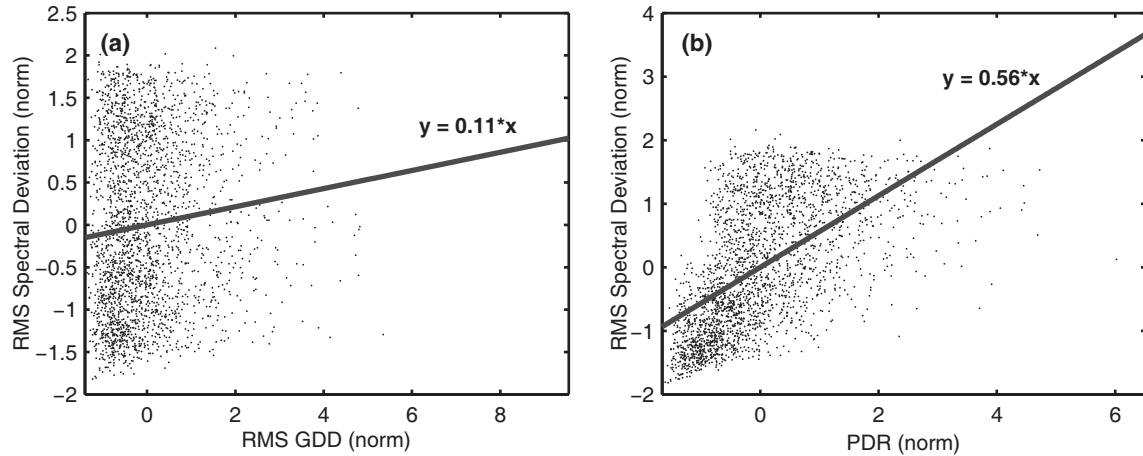 (a)
y = 0.11*x
2.5
2
1.5
1
0.5
0
−0.5
−1
−1.5
−2
RMS Spectral Deviation (norm)
0 2 4 6 8
RMS GDD (norm)
(b)
y = 0.56*x
4
3
2
1
0
−1
−2
RMS Spectral Deviation (norm)
0 2 4 6
PDR (norm)